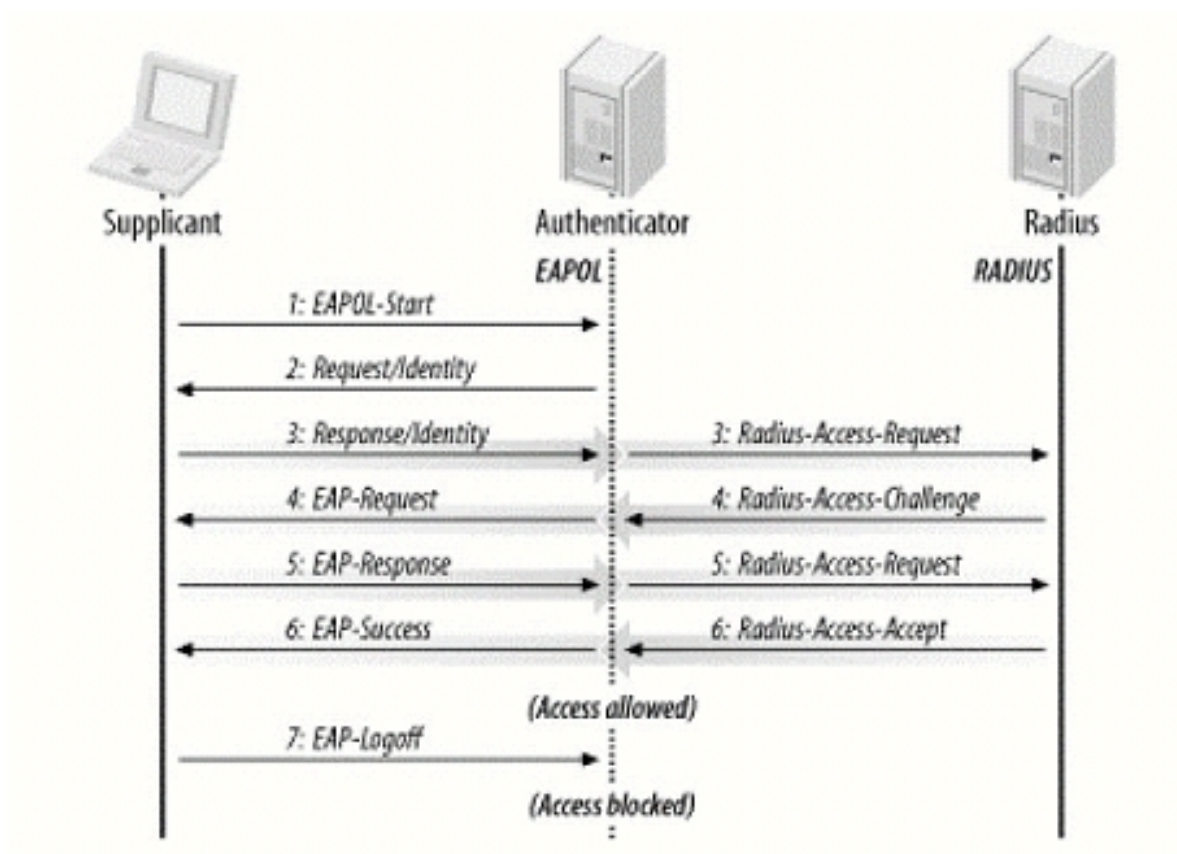 Supplicant
Authenticator
Radius
EAPOL
RADIUS
1: EAPOL-Start
2: Request/Identity
3: Response/Identity
3: Radius-Access-Request
4: EAP-Request
4: Radius-Access-Challenge
5: EAP-Response
5: Radius-Access-Request
6: EAP-Success
6: Radius-Access-Accept
(Access allowed)
7: EAP-Logoff
(Access blocked)